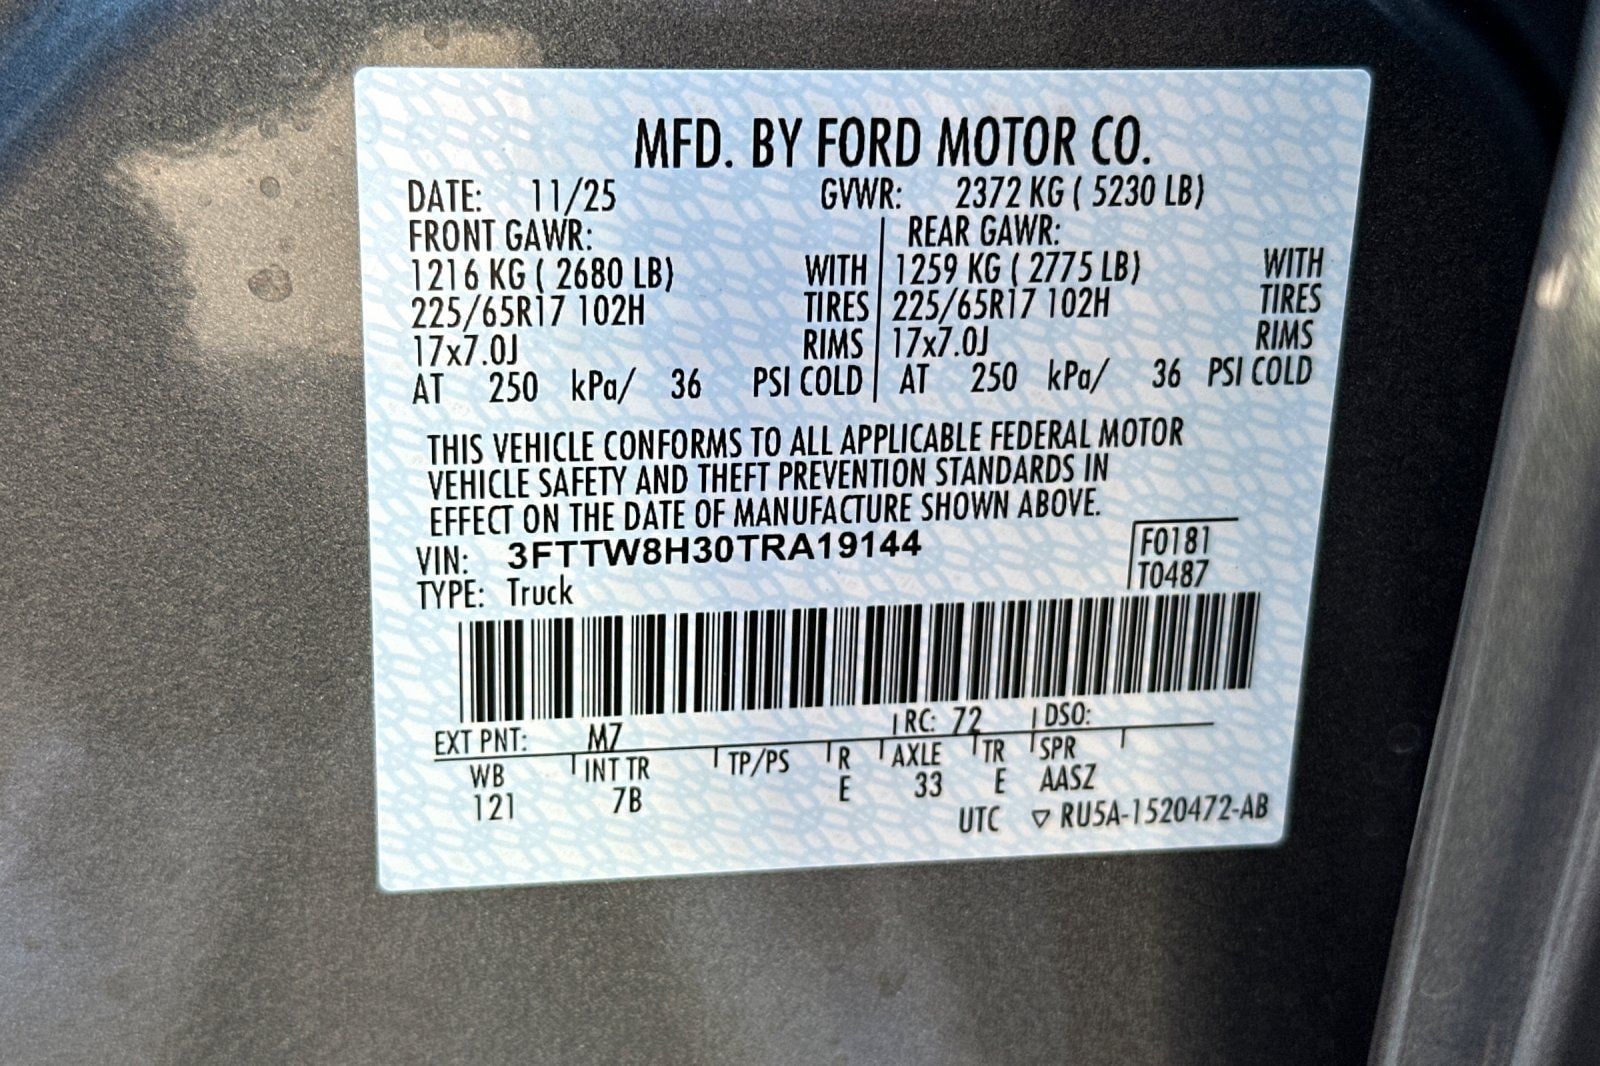 MFD. BY FORD MOTOR CO.
DATE: 11/25 GVWR: 2372 KG ( 5230 LB)
FRONT GAWR: REAR GAWR:
1216 KG ( 2680 LB) WITH 1259 KG ( 2775 LB) WITH
225/65R17 102H TIRES 225/65R17 102H TIRES
17x7.0J RIMS 17x7.0J RIMS
AT 250 kPa/ 36 PSI COLD AT 250 kPa/ 36 PSI COLD
THIS VEHICLE CONFORMS TO ALL APPLICABLE FEDERAL MOTOR
VEHICLE SAFETY AND THEFT PREVENTION STANDARDS IN
EFFECT ON THE DATE OF MANUFACTURE SHOWN ABOVE.
VIN: 3FTTW8H30TRA19144 F0181
TYPE: Truck T0487
EXT PNT: M7 RC: 72 DSO:
WB INT TR TP/PS R AXLE TR SPR
121 7B E 33 E AASZ
UTC ▽ RU5A-1520472-AB